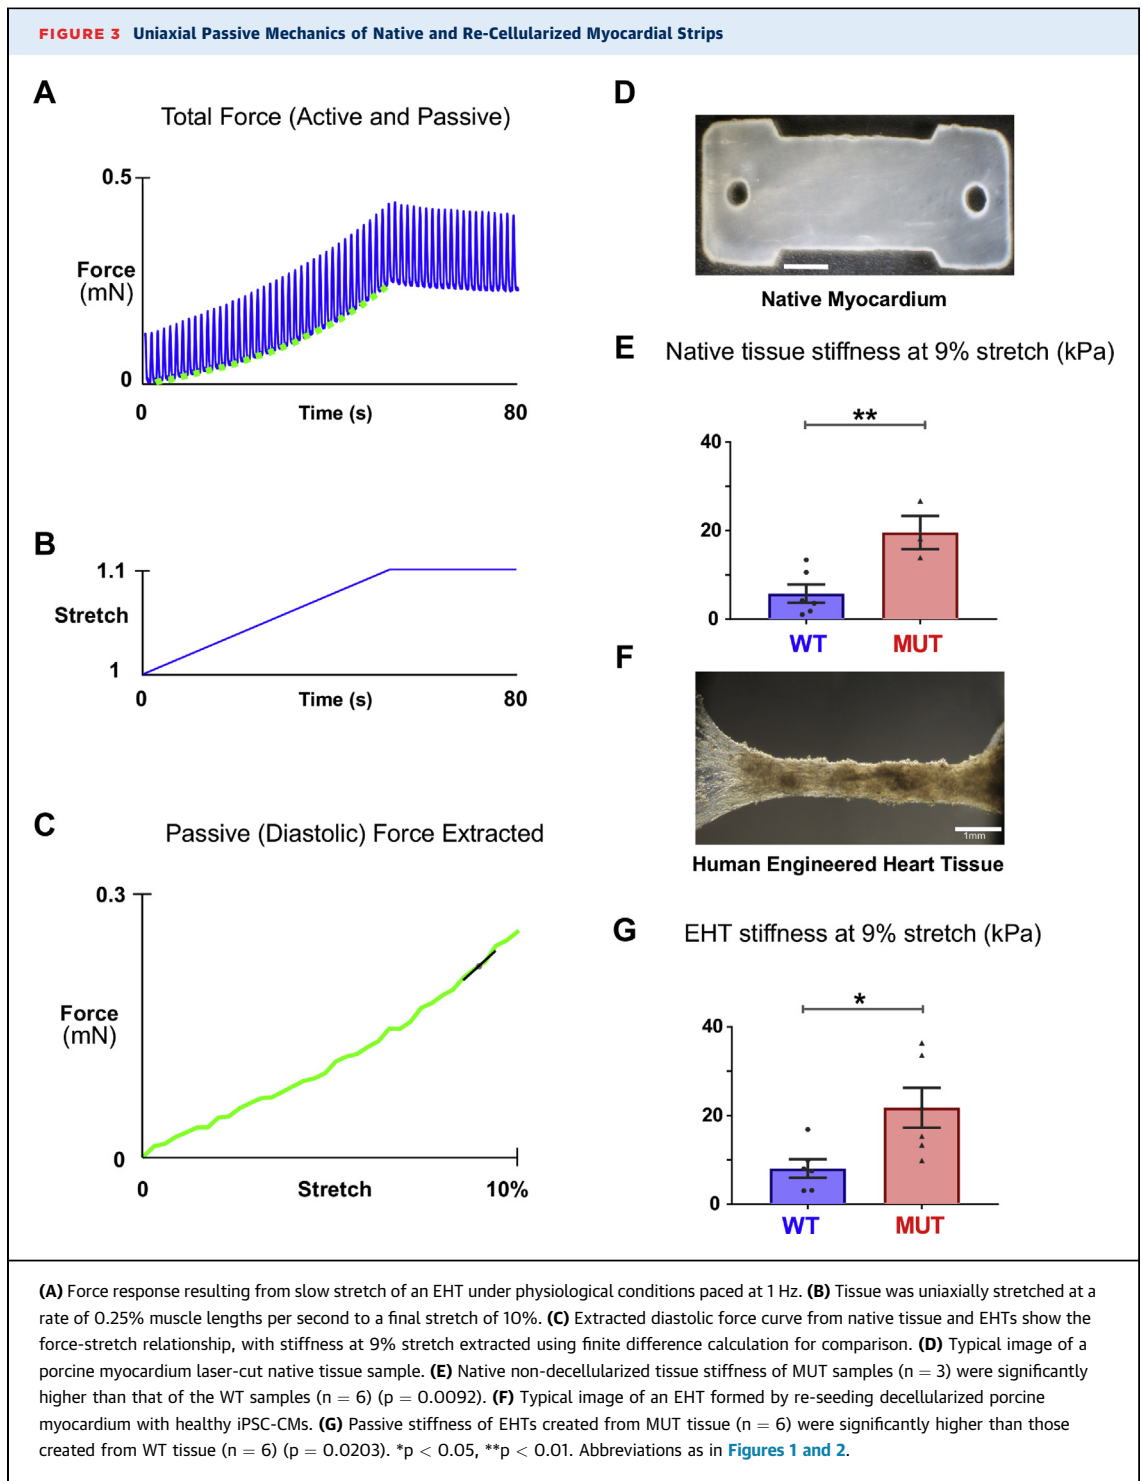 FIGURE 3 Uniaxial Passive Mechanics of Native and Re-Cellularized Myocardial Strips
A
Total Force (Active and Passive)
0.5
Force
(mN)
0
0
Time (s)
80
B
1.1
Stretch
1
0
Time (s)
80
C
Passive (Diastolic) Force Extracted
0.3
Force
(mN)
0
0
Stretch
10%
D
Native Myocardium
E
Native tissue stiffness at 9% stretch (kPa)
**
40
20
0
WT
MUT
F
1mm
Human Engineered Heart Tissue
G
EHT stiffness at 9% stretch (kPa)
*
40
20
0
WT
MUT
(A) Force response resulting from slow stretch of an EHT under physiological conditions paced at 1 Hz. (B) Tissue was uniaxially stretched at a
rate of 0.25% muscle lengths per second to a final stretch of 10%. (C) Extracted diastolic force curve from native tissue and EHTs show the
force-stretch relationship, with stiffness at 9% stretch extracted using finite difference calculation for comparison. (D) Typical image of a
porcine myocardium laser-cut native tissue sample. (E) Native non-decellularized tissue stiffness of MUT samples (n = 3) were significantly
higher than that of the WT samples (n = 6) (p = 0.0092). (F) Typical image of an EHT formed by re-seeding decellularized porcine
myocardium with healthy iPSC-CMs. (G) Passive stiffness of EHTs created from MUT tissue (n = 6) were significantly higher than those
created from WT tissue (n = 6) (p = 0.0203). *p < 0.05, **p < 0.01. Abbreviations as in Figures 1 and 2.